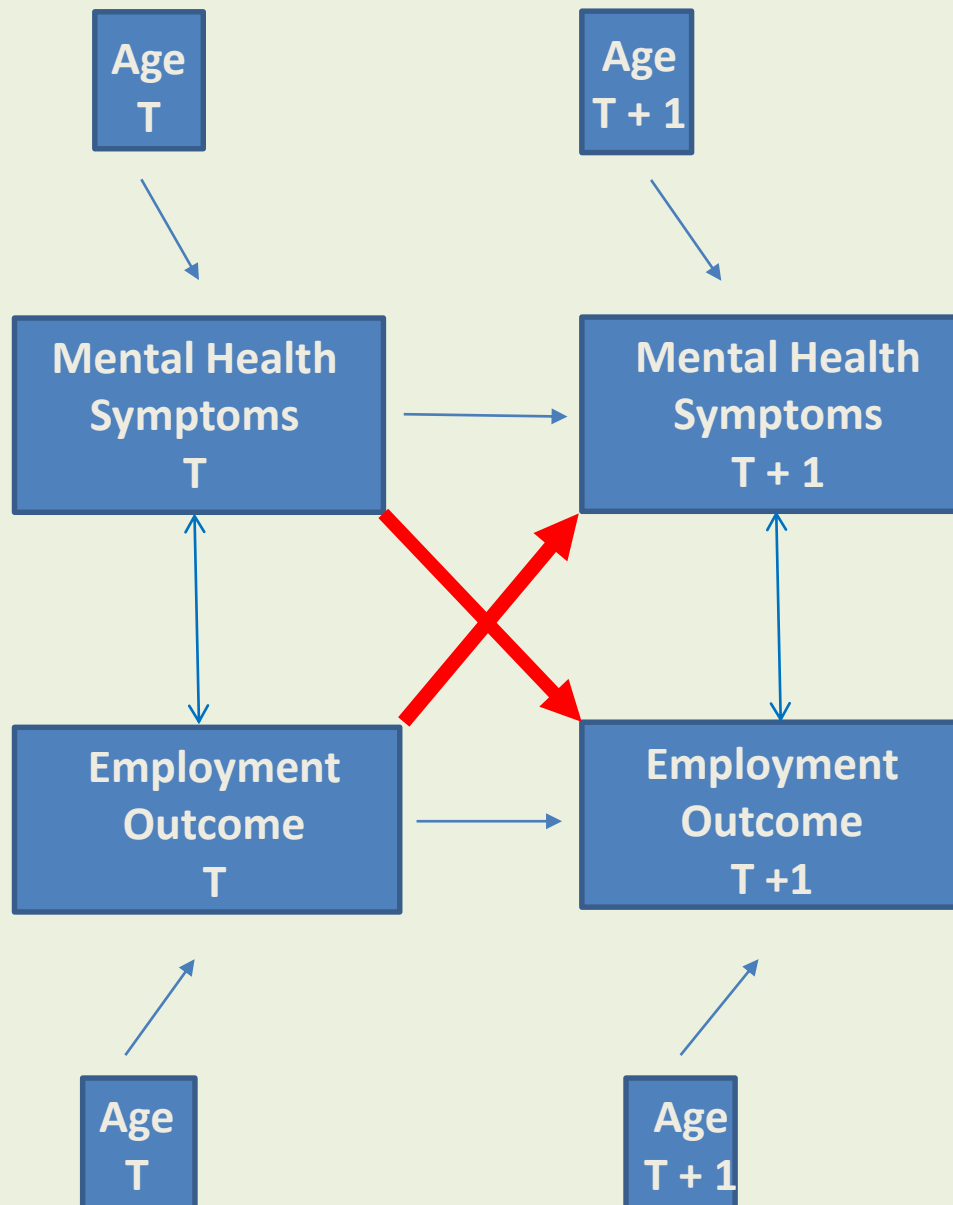 Age
T
Age
T + 1
Mental Health
Symptoms
T
Mental Health
Symptoms
T + 1
Employment
Outcome
T
Employment
Outcome
T +1
Age
T
Age
T + 1